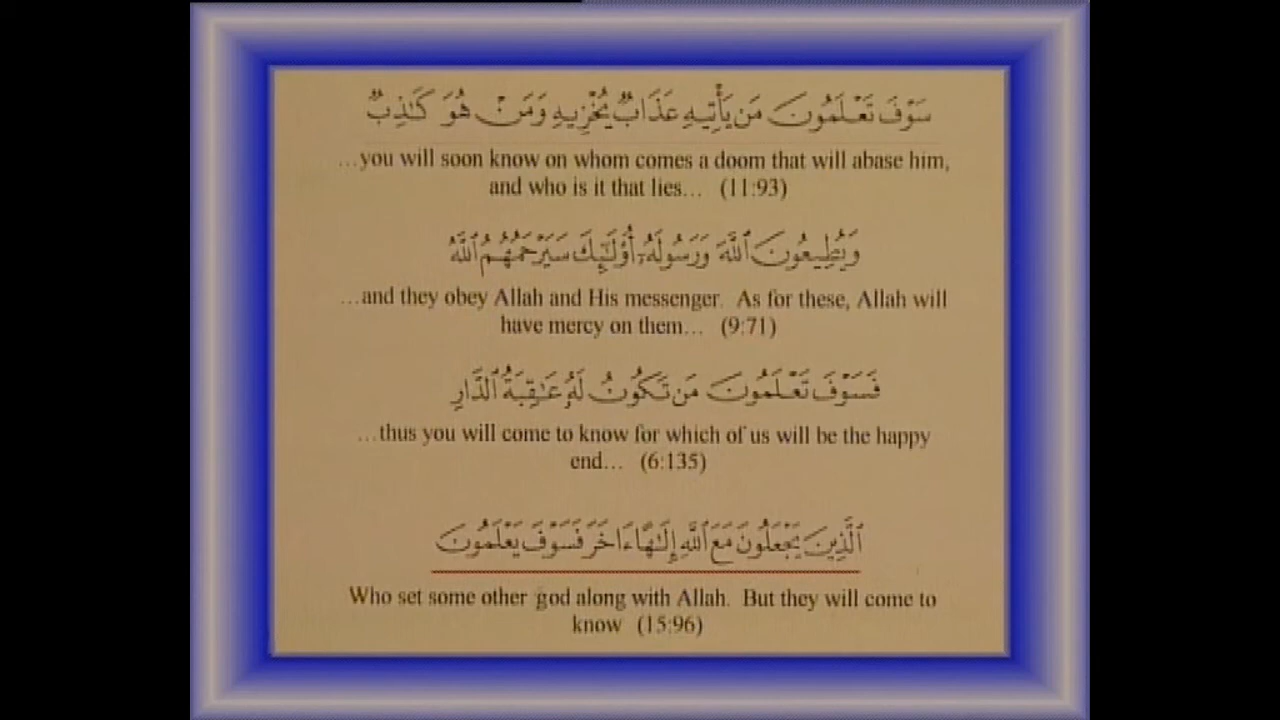 سَوْفَ تَعْلَمُونَ مَن يَأْتِيهِ عَذَابٌ يُخْزِيهِ وَمَنْ هُوَ كَـٰذِبٌ
…you will soon know on whom comes a doom that will abase him,
and who is it that lies… (11:93)
وَيُطِيعُونَ ٱللَّهَ وَرَسُولَهُۥٓ أُو۟لَـٰٓئِكَ سَيَرْحَمُهُمُ ٱللَّهُ
…and they obey Allah and His messenger. As for these, Allah will
have mercy on them… (9:71)
فَسَوْفَ تَعْلَمُونَ مَن تَكُونُ لَهُۥ عَـٰقِبَةُ ٱلدَّارِ
…thus you will come to know for which of us will be the happy
end… (6:135)
ٱلَّذِينَ يَجْعَلُونَ مَعَ ٱللَّهِ إِلَـٰهًا ءَاخَرَ فَسَوْفَ يَعْلَمُونَ
Who set some other god along with Allah. But they will come to
know (15:96)